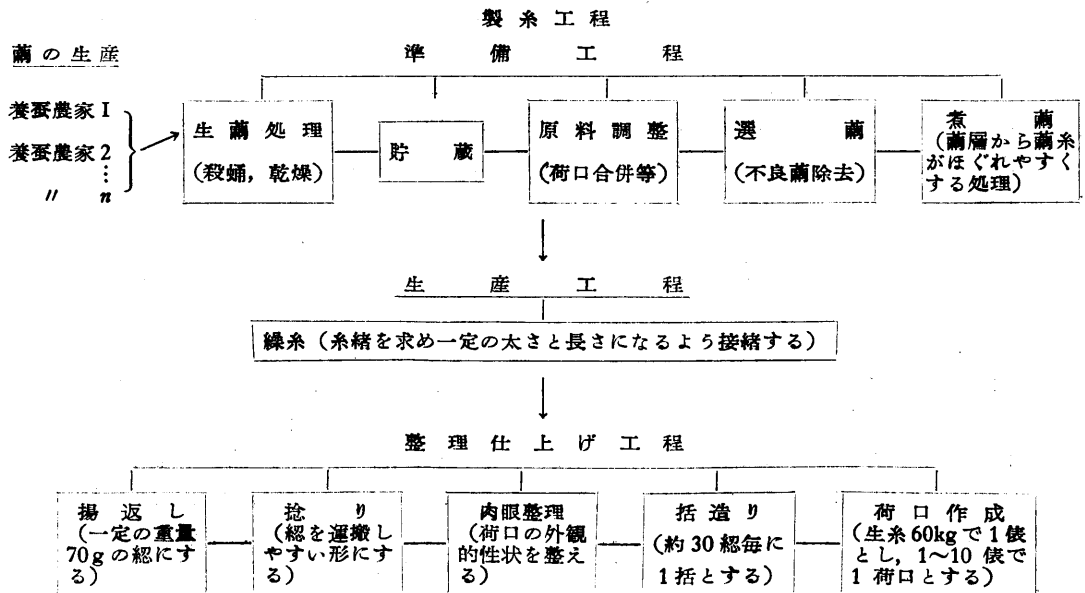 製糸工程
繭の生産
準備工程
養蚕農家1
養蚕農家2
⋮
〃 n
生繭処理
(殺蛹,乾燥)
貯蔵
原料調整
(荷口合併等)
選繭
(不良繭除去)
煮繭
(繭層から繭糸
がほぐれやすく
する処理)
生産工程
繰糸(糸緒を求め一定の太さと長さになるよう接緒する)
整理仕上げ工程
揚返し
(一定の重量
70gの綛にす
る)
捻り
(綛を運搬し
やすい形にす
る)
肉眼整理
(荷口の外観
的性状を整え
る)
括造り
(約30綛毎に
1括とする)
荷口作成
(生糸60kgで1俵
とし,1~10俵で
1荷口とする)